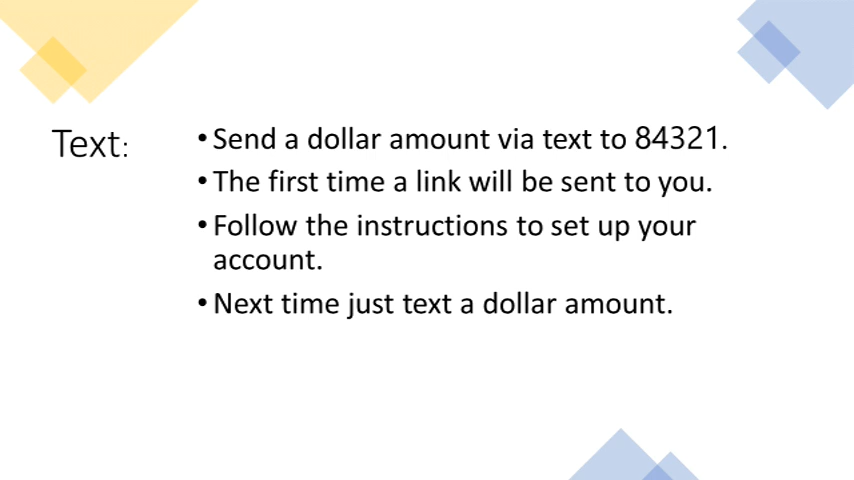 Text:
• Send a dollar amount via text to 84321.
• The first time a link will be sent to you.
• Follow the instructions to set up your
account.
• Next time just text a dollar amount.